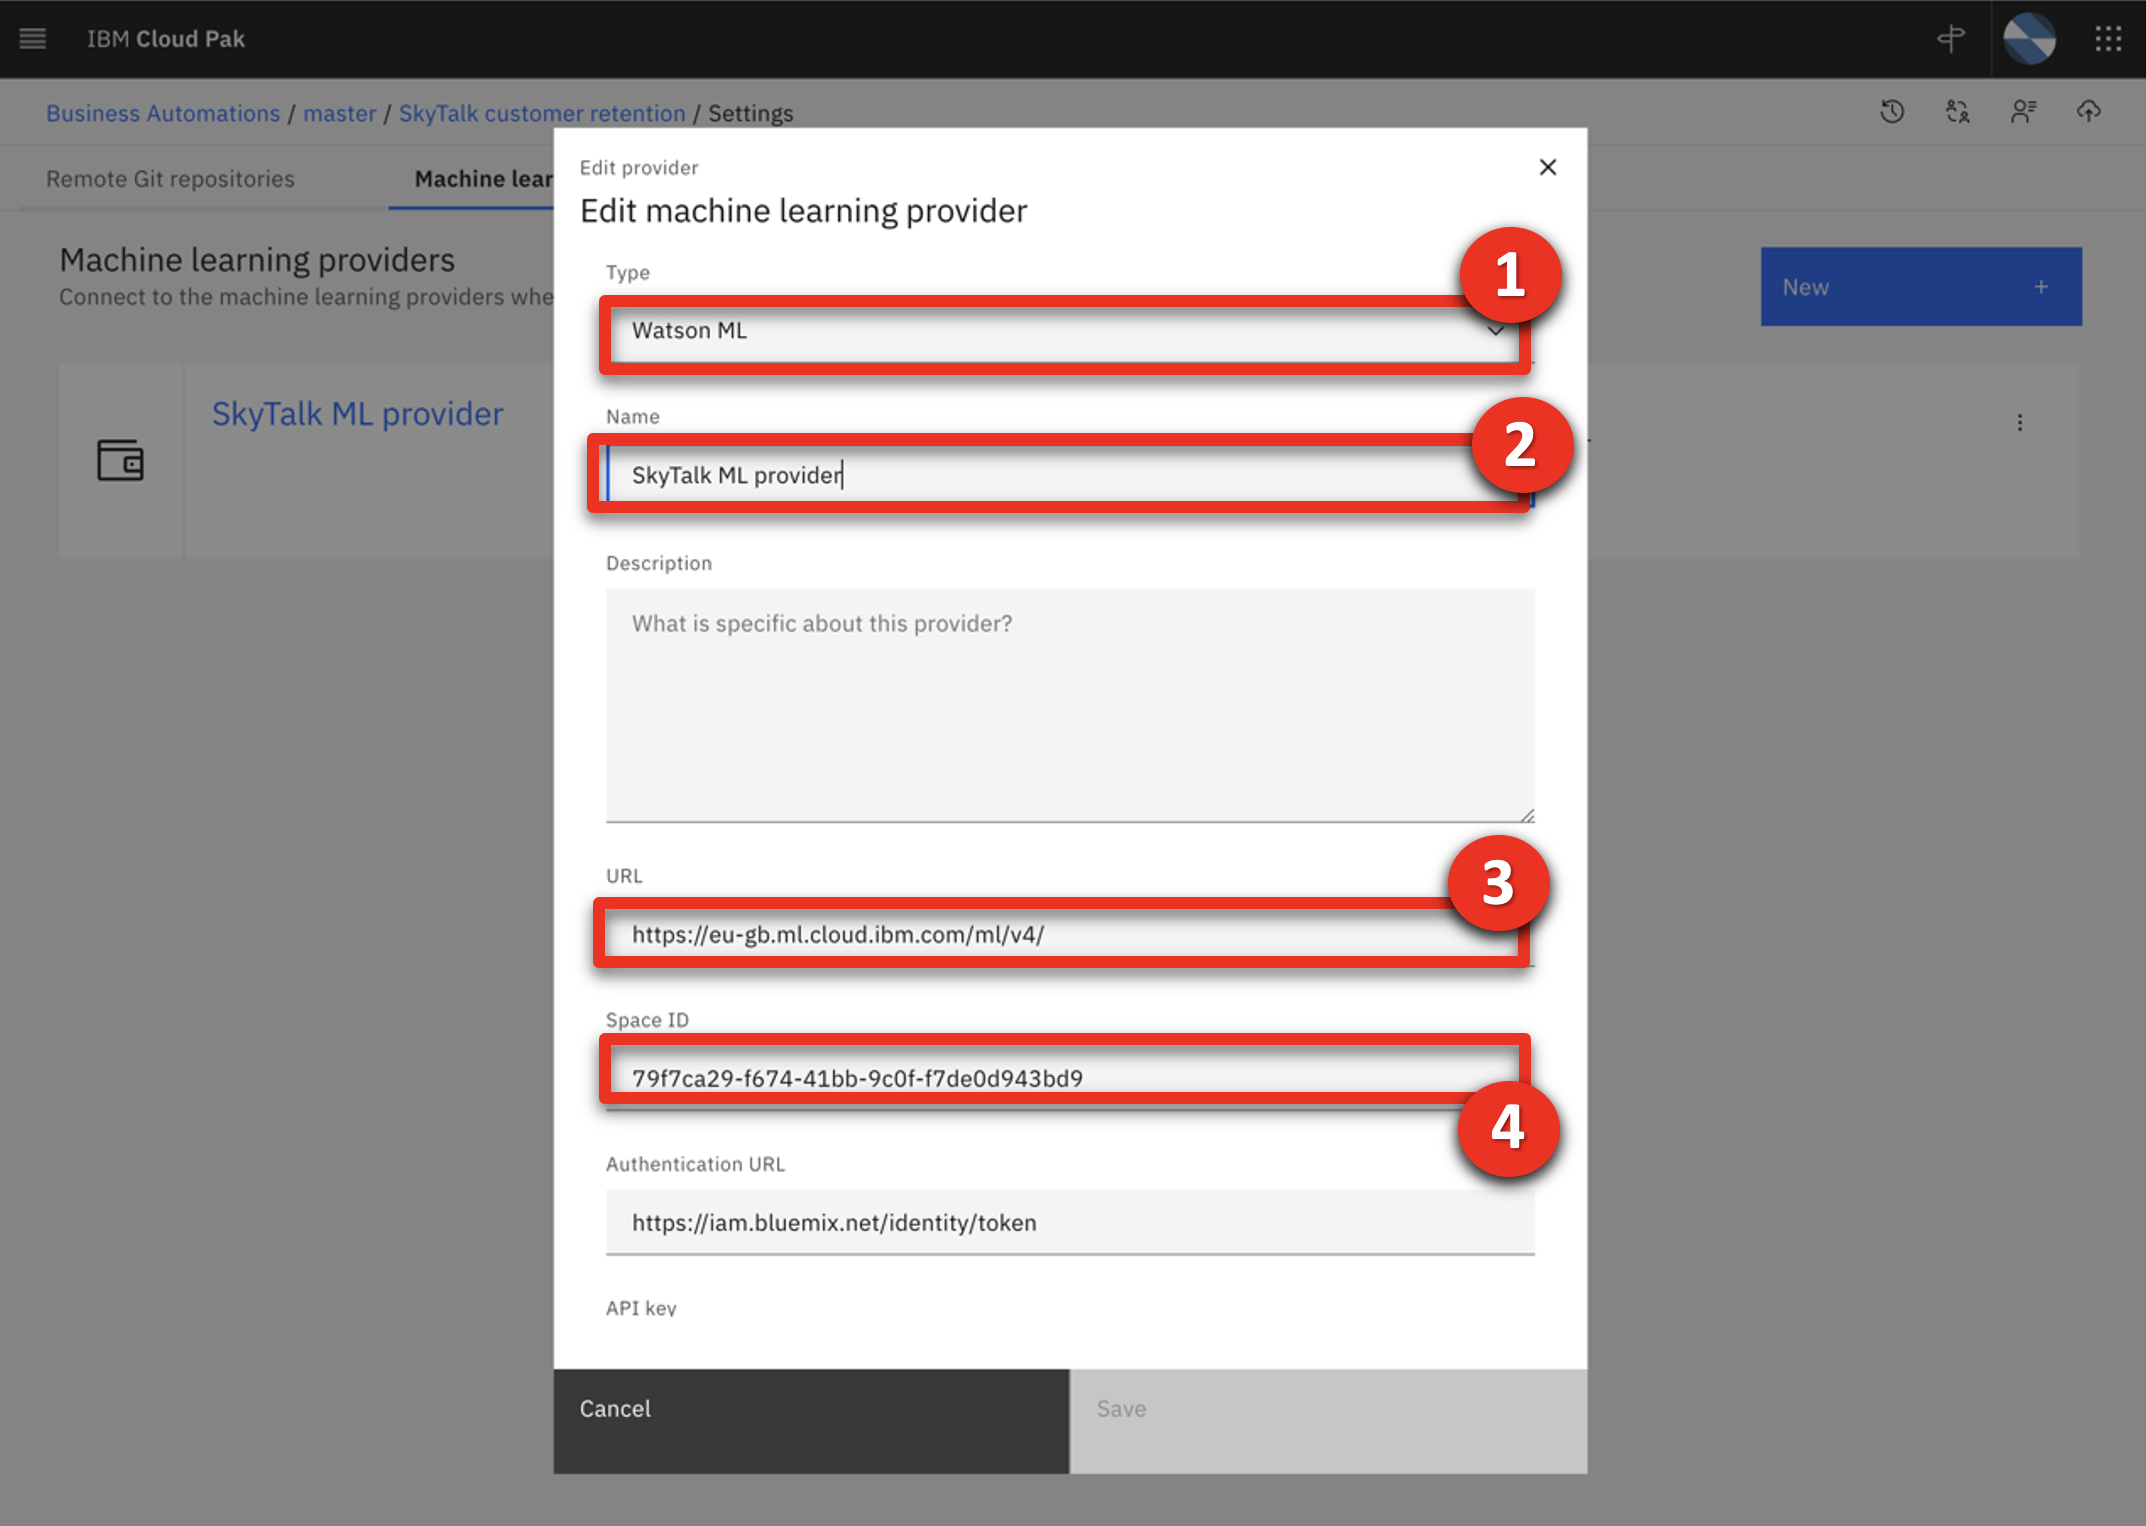 IBM Cloud Pak
Business Automations / master / SkyTalk customer retention / Settings
Remote Git repositories
Machine lear
Machine learning providers
Connect to the machine learning providers whe
New +
SkyTalk ML provider
Edit provider
Edit machine learning provider
Type
1
Watson ML
Name
2
SkyTalk ML provider
Description
What is specific about this provider?
URL
3
https://eu-gb.ml.cloud.ibm.com/ml/v4/
Space ID
79f7ca29-f674-41bb-9c0f-f7de0d943bd9
4
Authentication URL
https://iam.bluemix.net/identity/token
API key
Cancel
Save